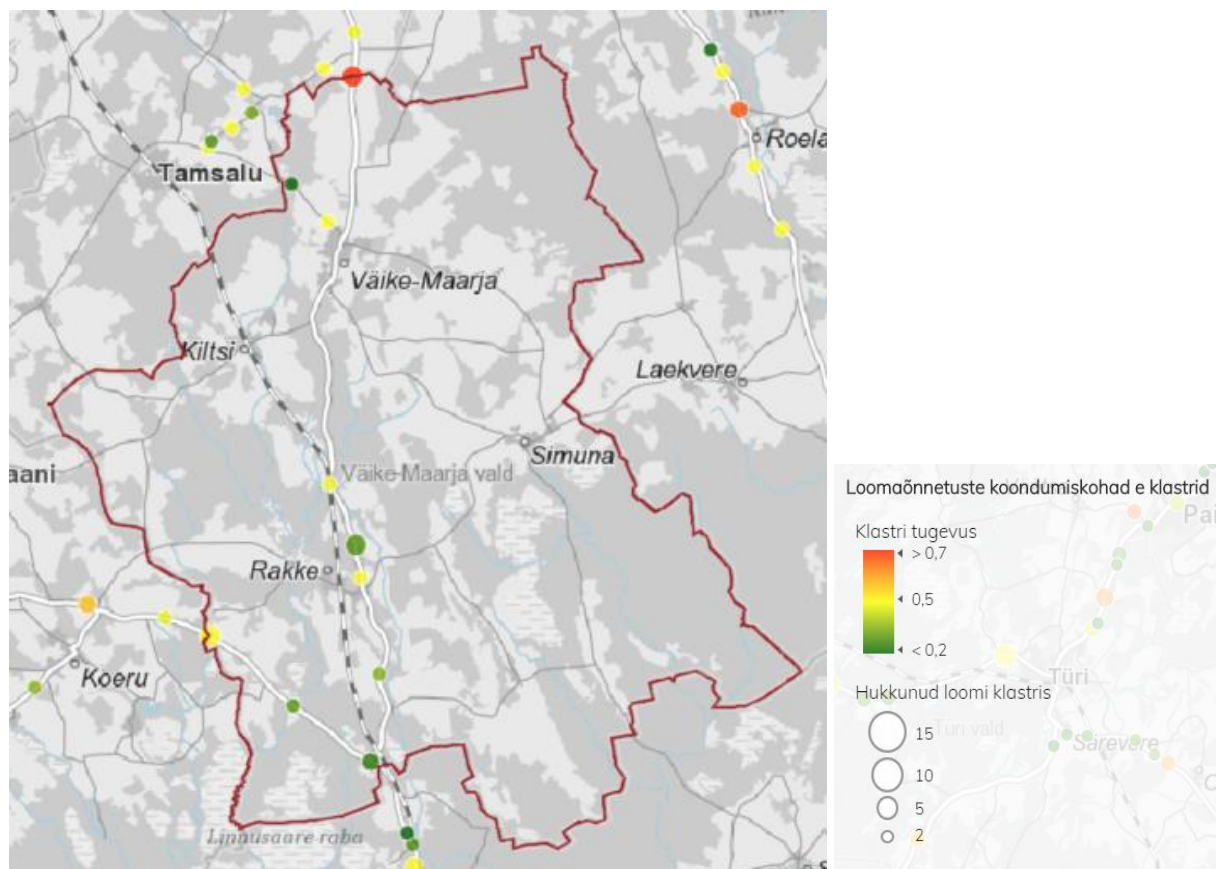 Roela
Tamsalu
Väike-Maarja
Kiltsi
Laekvere
Simuna
aani
Väike-Maarja vald
Rakke
Koeru
Linnusaare raba
Loomaõnnetuste koondumiskohad e klastrid
Klastri tugevus
> 0,7
0,5
< 0,2
Hukkunud loomi klastris
15
10
5
2
Pai
Türi
Türi vald
Särevere